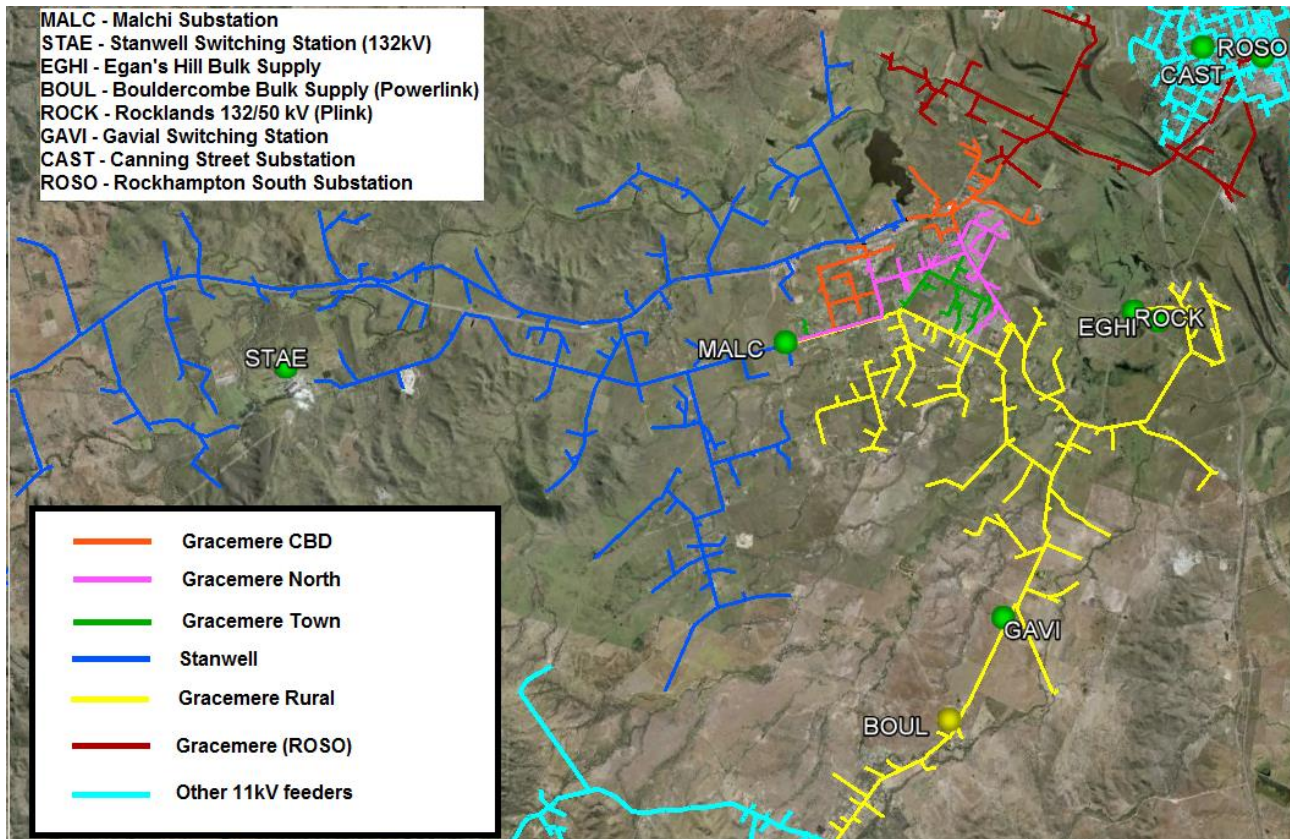 MALC - Malchi Substation
STAE - Stanwell Switching Station (132kV)
EGHI - Egan's Hill Bulk Supply
BOUL - Bouldercombe Bulk Supply (Powerlink)
ROCK - Rocklands 132/50 kV (Plink)
GAVI - Gavial Switching Station
CAST - Canning Street Substation
ROSO - Rockhampton South Substation
ROSO
CAST
EGHI
ROCK
MALC
STAE
GAVI
BOUL
Gracemere CBD
Gracemere North
Gracemere Town
Stanwell
Gracemere Rural
Gracemere (ROSO)
Other 11kV feeders